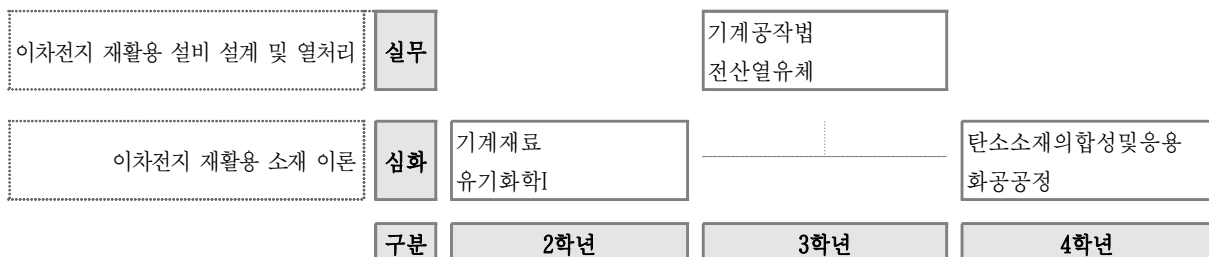 이차전지 재활용 설비 설계 및 열처리
실무
기계공작법
전산열유체
이차전지 재활용 소재 이론
심화
기계재료
유기화학I
탄소소재의합성및응용
화공공정
구분
2학년
3학년
4학년